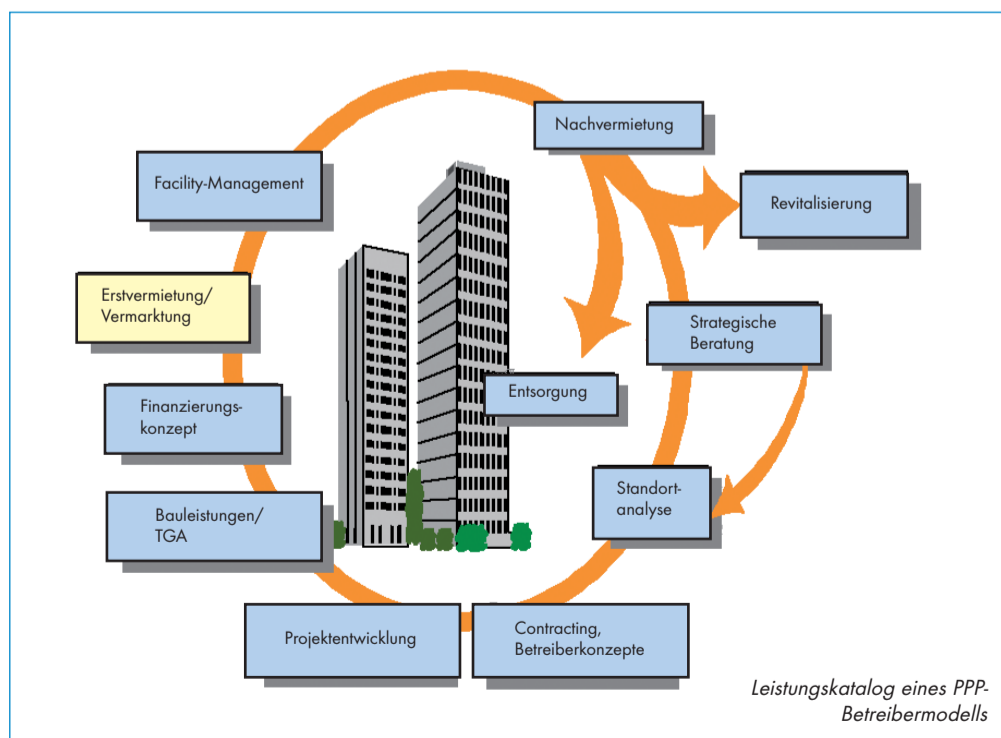 Nachvermietung
Facility-Management
Revitalisierung
Erstvermietung/
Vermarktung
Strategische
Beratung
Entsorgung
Finanzierungs-
konzept
Standort-
analyse
Bauleistungen/
TGA
Projektentwicklung
Contracting,
Betreiberkonzepte
Leistungskatalog eines PPP-
Betreibermodells